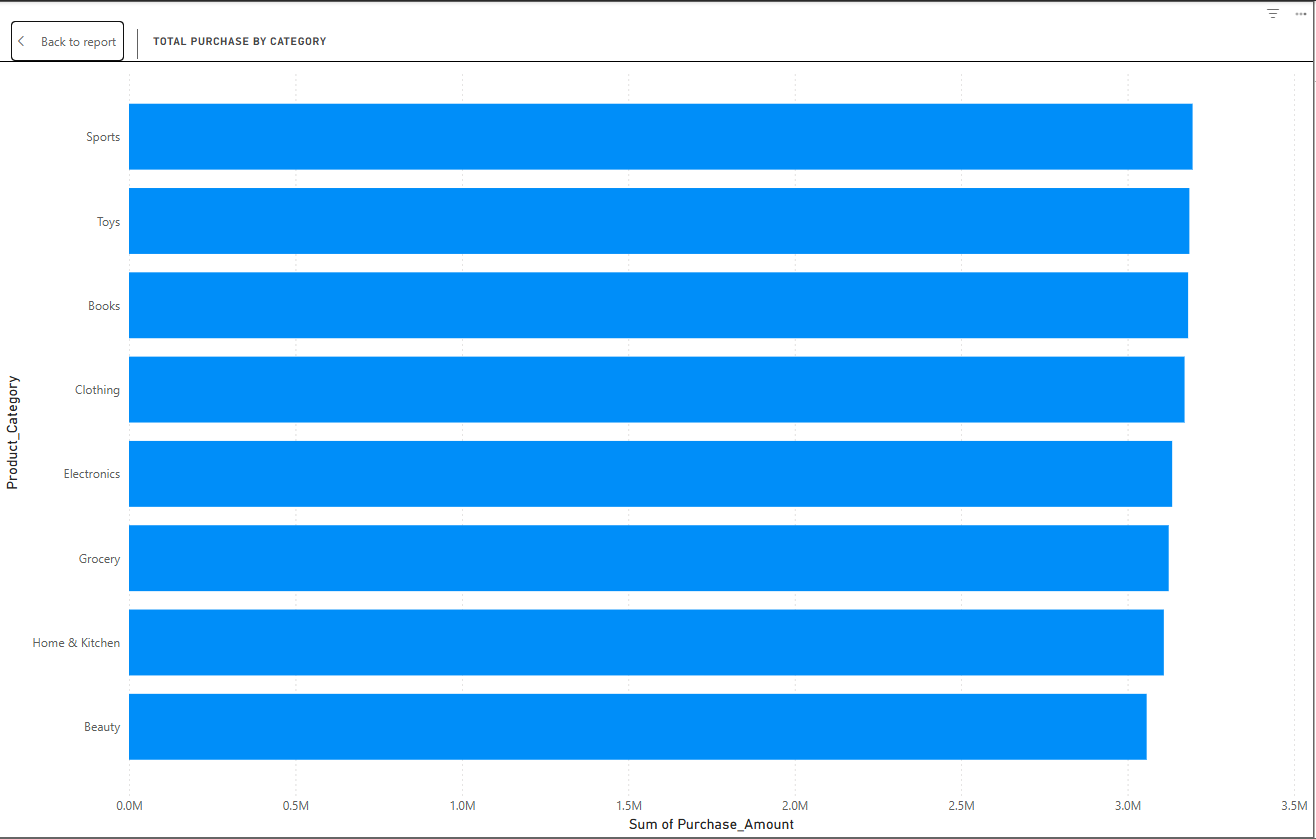 Back to report
TOTAL PURCHASE BY CATEGORY
Product_Category
Sports
Toys
Books
Clothing
Electronics
Grocery
Home & Kitchen
Beauty
0.0M 0.5M 1.0M 1.5M 2.0M 2.5M 3.0M 3.5M
Sum of Purchase_Amount